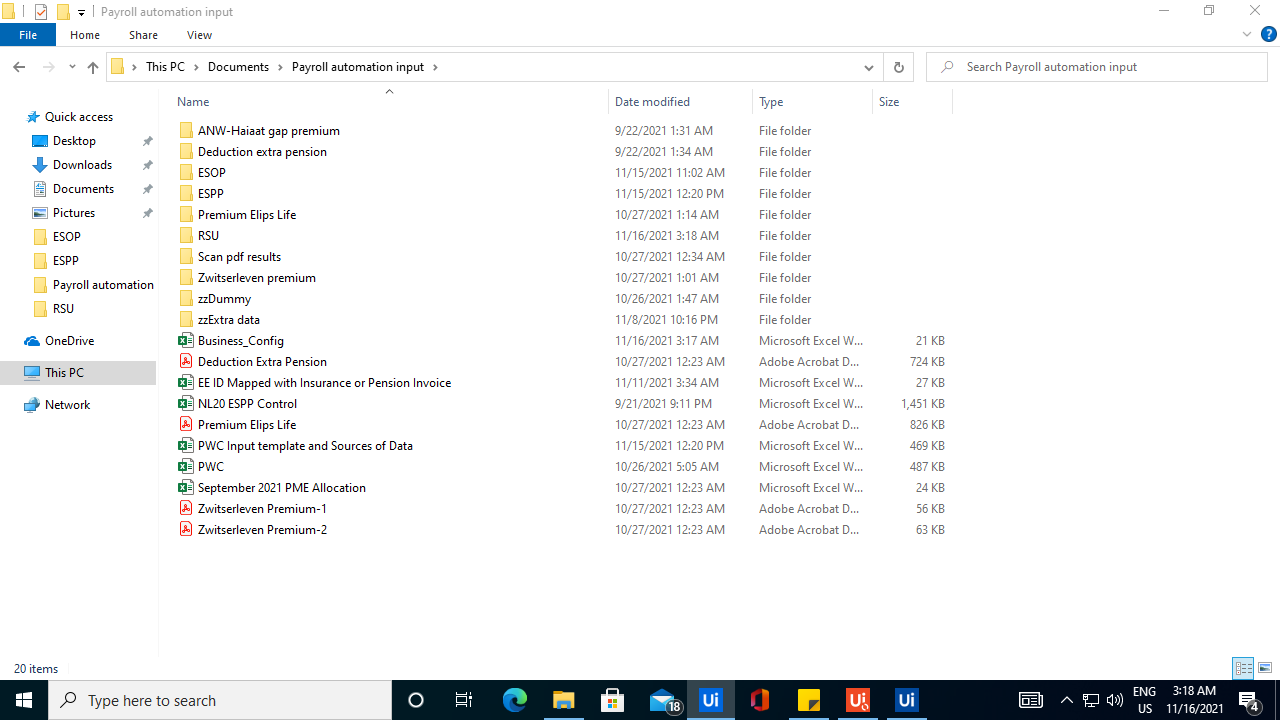 Payroll automation input
File Home Share View
This PC Documents Payroll automation input Search Payroll automation input
Name Date modified Type Size
Quick access
Desktop
Downloads
Documents
Pictures
ESOP
ESPP
Payroll automation
RSU
OneDrive
This PC
Network
ANW-Haiaat gap premium 9/22/2021 1:31 AM File folder
Deduction extra pension 9/22/2021 1:34 AM File folder
ESOP 11/15/2021 11:02 AM File folder
ESPP 11/15/2021 12:20 PM File folder
Premium Elips Life 10/27/2021 1:14 AM File folder
RSU 11/16/2021 3:18 AM File folder
Scan pdf results 10/27/2021 12:34 AM File folder
Zwitserleven premium 10/27/2021 1:01 AM File folder
zzDummy 10/26/2021 1:47 AM File folder
zzExtra data 11/8/2021 10:16 PM File folder
Business_Config 11/16/2021 3:17 AM Microsoft Excel W... 21 KB
Deduction Extra Pension 10/27/2021 12:23 AM Adobe Acrobat D... 724 KB
EE ID Mapped with Insurance or Pension Invoice 11/11/2021 3:34 AM Microsoft Excel W... 27 KB
NL20 ESPP Control 9/21/2021 9:11 PM Microsoft Excel W... 1,451 KB
Premium Elips Life 10/27/2021 12:23 AM Adobe Acrobat D... 826 KB
PWC Input template and Sources of Data 11/15/2021 12:20 PM Microsoft Excel W... 469 KB
PWC 10/26/2021 5:05 AM Microsoft Excel W... 487 KB
September 2021 PME Allocation 10/27/2021 12:23 AM Microsoft Excel W... 24 KB
Zwitserleven Premium-1 10/27/2021 12:23 AM Adobe Acrobat D... 56 KB
Zwitserleven Premium-2 10/27/2021 12:23 AM Adobe Acrobat D... 63 KB
20 items
Type here to search 18 Ui Ui Ui ENG 3:18 AM 4
US 11/16/2021